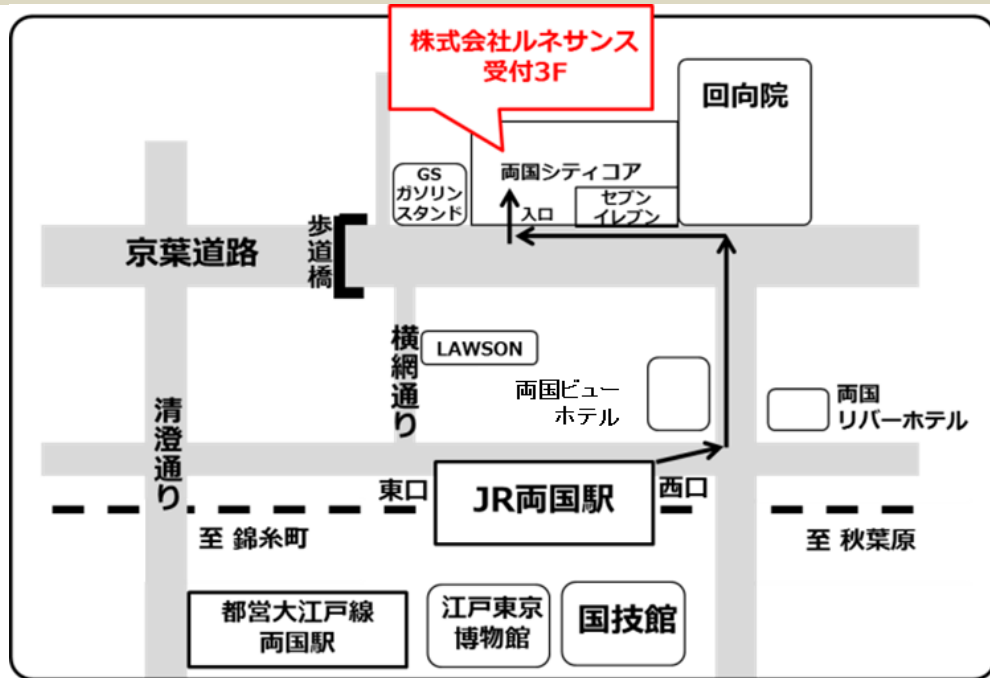 株式会社ルネサンス
受付3F
回向院
GS
ガソリン
スタンド
両国シティコア
セブン
イレブン
入口
歩道橋
京葉道路
横網通り
LAWSON
両国ビュー
ホテル
両国
リバーホテル
清澄通り
東口
JR両国駅
西口
至 錦糸町
至 秋葉原
都営大江戸線
両国駅
江戸東京
博物館
国技館